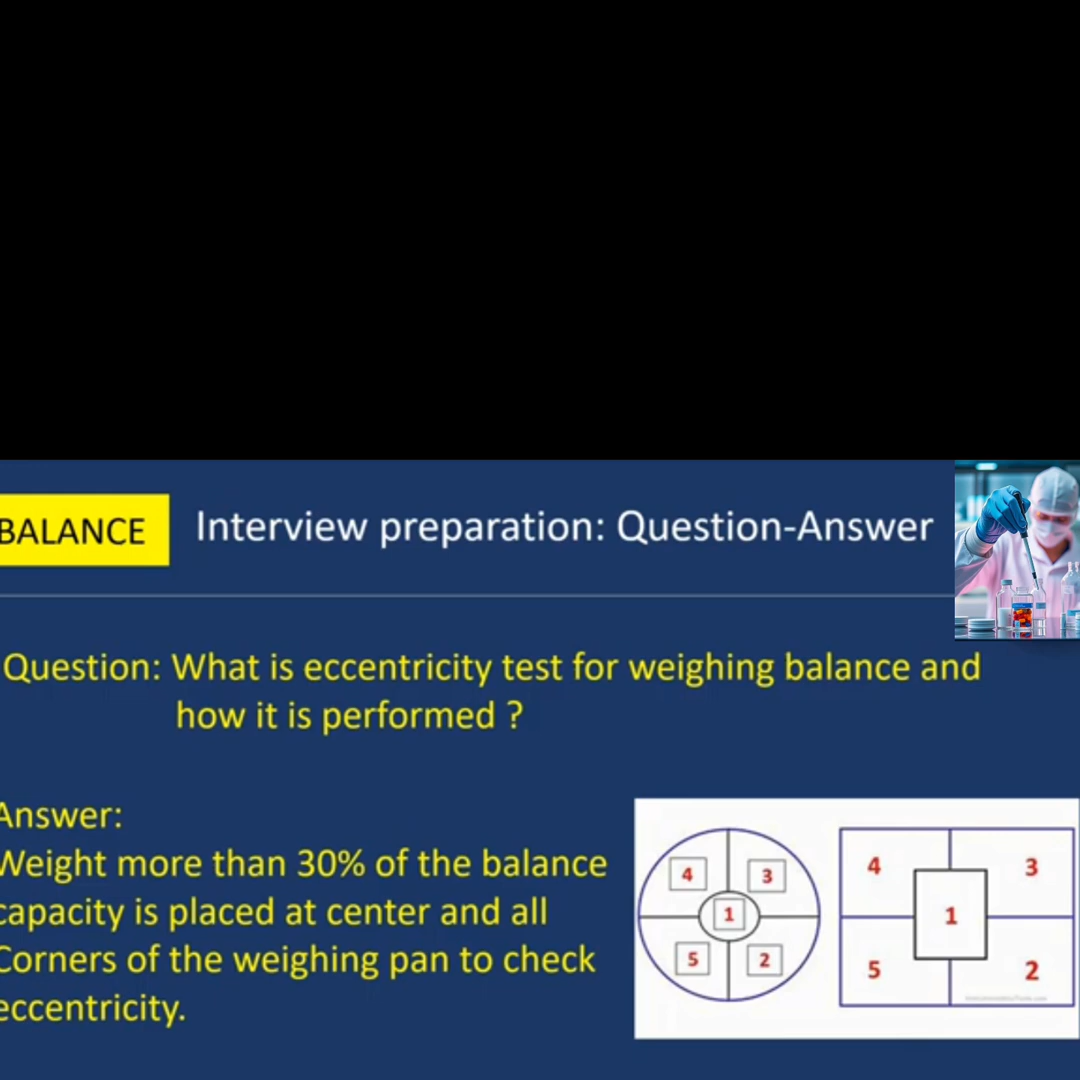 BALANCE
Interview preparation: Question-Answer
Question: What is eccentricity test for weighing balance and
how it is performed ?
Answer:
Weight more than 30% of the balance
capacity is placed at center and all
Corners of the weighing pan to check
eccentricity.
4 3
1
5 2
4 3
1
5 2